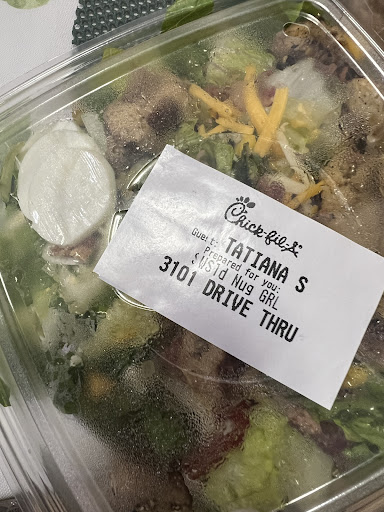 Chick-fil-A
Guest: TATIANA S
Prepared for you:
SWSld Nug GRL
3101 DRIVE THRU